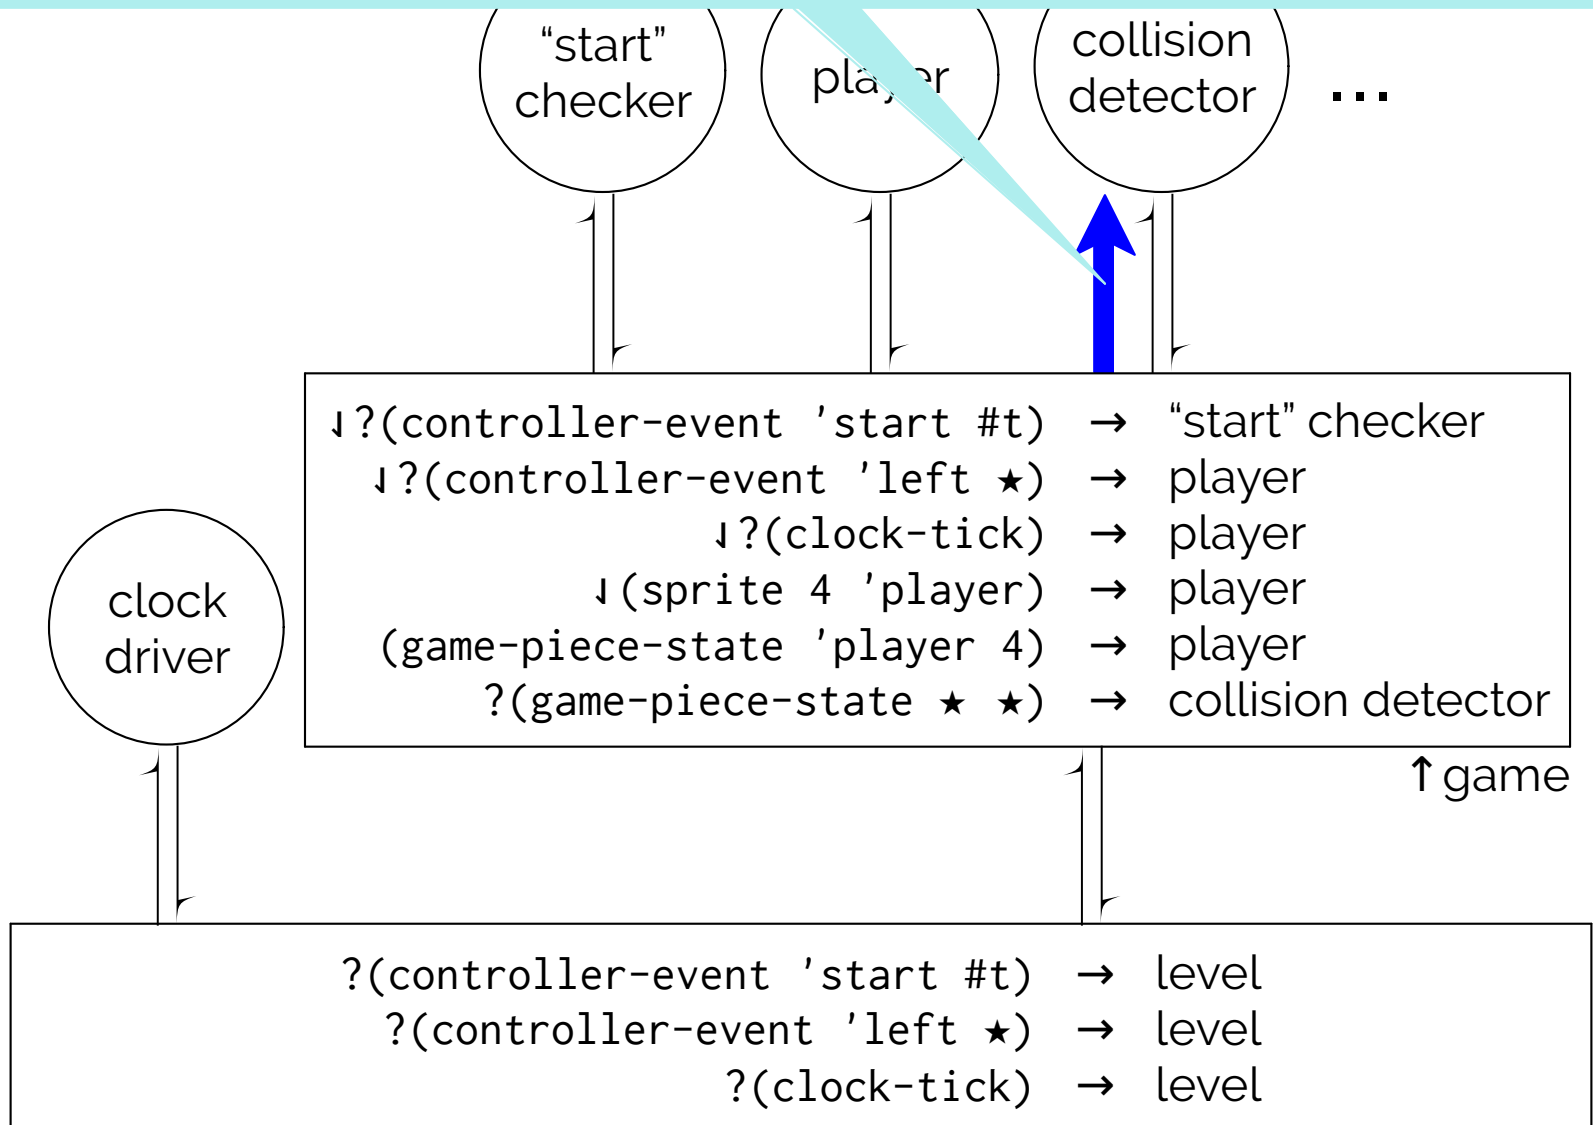 “start”
checker
player
collision
detector
...
⇃?(controller-event 'start #t) → “start” checker
⇃?(controller-event 'left ★) → player
⇃?(clock-tick) → player
⇃(sprite 4 'player) → player
(game-piece-state 'player 4) → player
?(game-piece-state ★ ★) → collision detector
clock
driver
↑game
?(controller-event 'start #t) → level
?(controller-event 'left ★) → level
?(clock-tick) → level